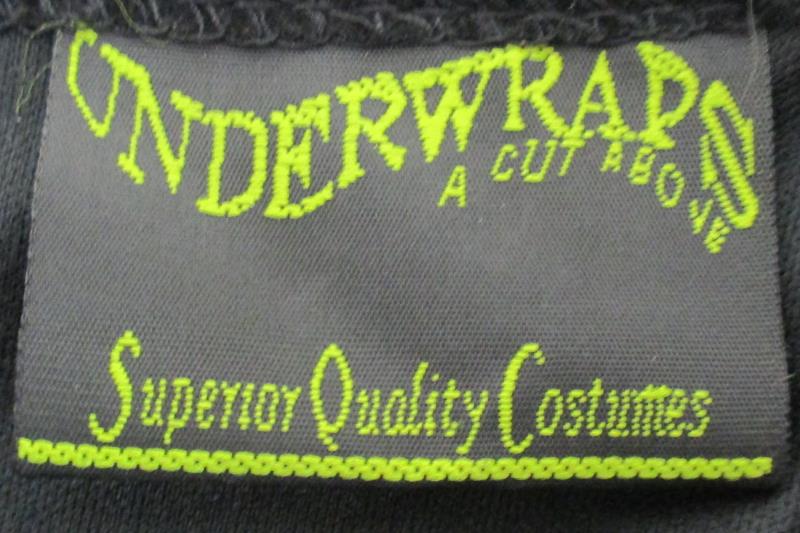 UNDERWRAPS
A CUT ABOVE
Superior Quality Costumes